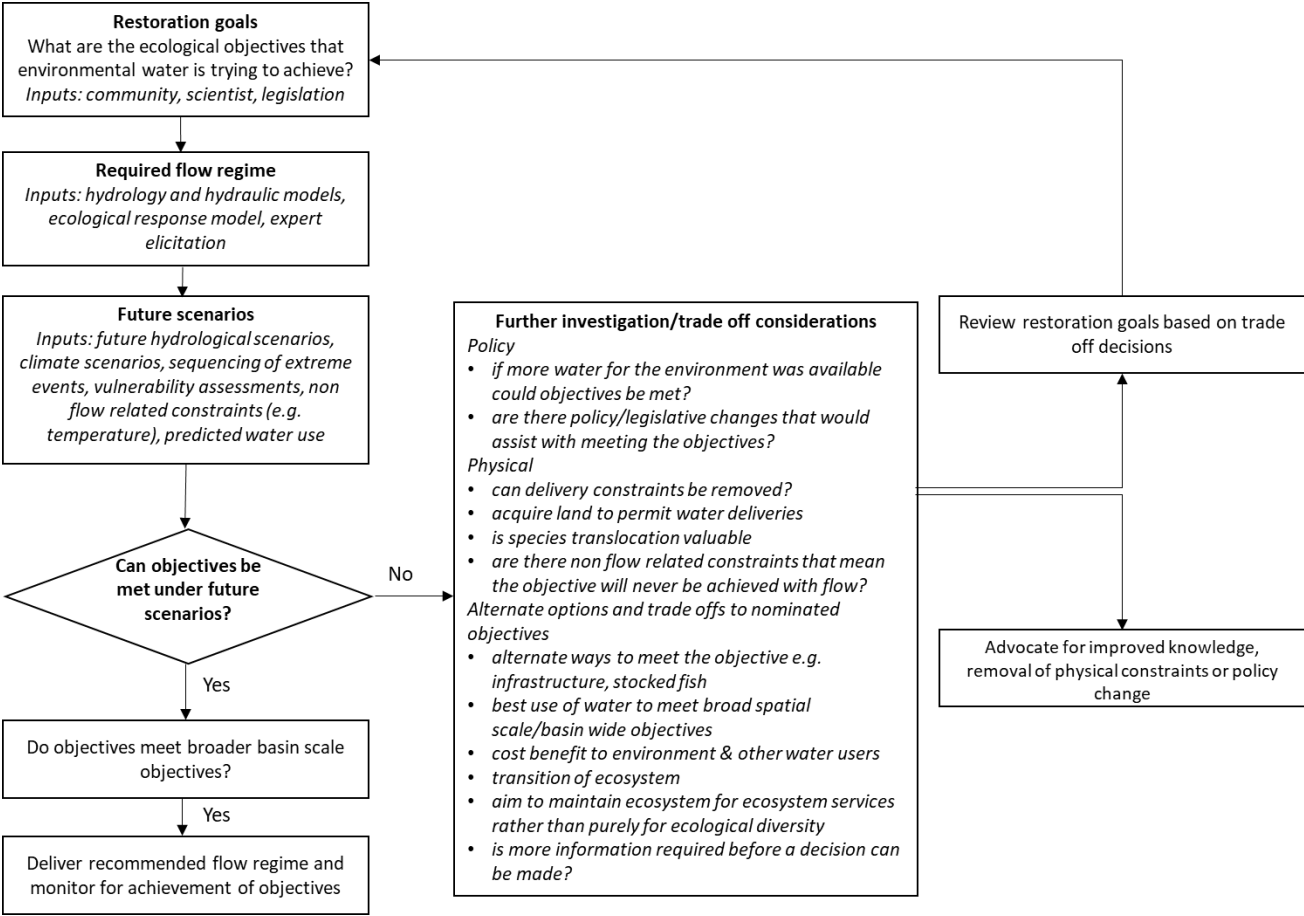 Restoration goals
What are the ecological objectives that
environmental water is trying to achieve?
Inputs: community, scientist, legislation
Required flow regime
Inputs: hydrology and hydraulic models,
ecological response model, expert
elicitation
Future scenarios
Inputs: future hydrological scenarios,
climate scenarios, sequencing of extreme
events, vulnerability assessments, non
flow related constraints (e.g.
temperature), predicted water use
Can objectives be
met under future
scenarios?
No
Yes
Do objectives meet broader basin scale
objectives?
Yes
Deliver recommended flow regime and
monitor for achievement of objectives
Further investigation/trade off considerations
Policy
• if more water for the environment was available
could objectives be met?
• are there policy/legislative changes that would
assist with meeting the objectives?
Physical
• can delivery constraints be removed?
• acquire land to permit water deliveries
• is species translocation valuable
• are there non flow related constraints that mean
the objective will never be achieved with flow?
Alternate options and trade offs to nominated
objectives
• alternate ways to meet the objective e.g.
infrastructure, stocked fish
• best use of water to meet broad spatial
scale/basin wide objectives
• cost benefit to environment & other water users
• transition of ecosystem
• aim to maintain ecosystem for ecosystem services
rather than purely for ecological diversity
• is more information required before a decision can
be made?
Review restoration goals based on trade
off decisions
Advocate for improved knowledge,
removal of physical constraints or policy
change